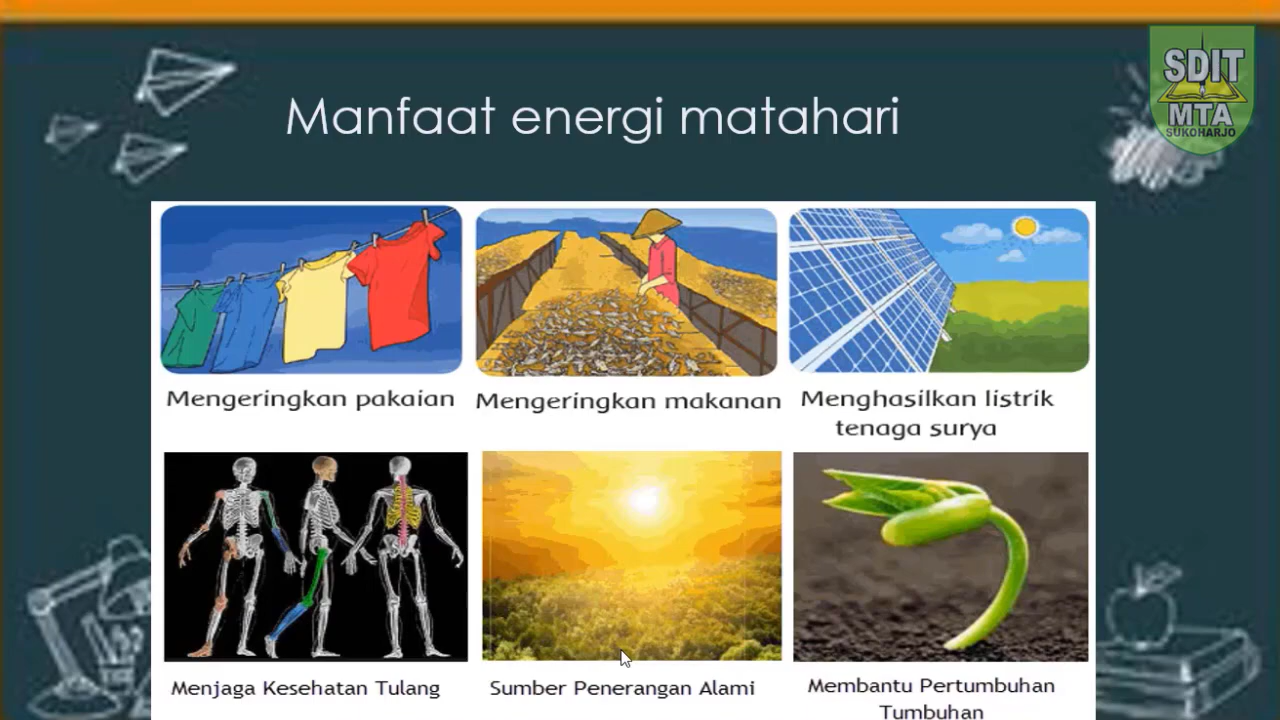 Manfaat energi matahari
SDIT
MTA
SUKOHARJO
Mengeringkan pakaian
Mengeringkan makanan
Menghasilkan listrik
tenaga surya
Menjaga Kesehatan Tulang
Sumber Penerangan Alami
Membantu Pertumbuhan
Tumbuhan